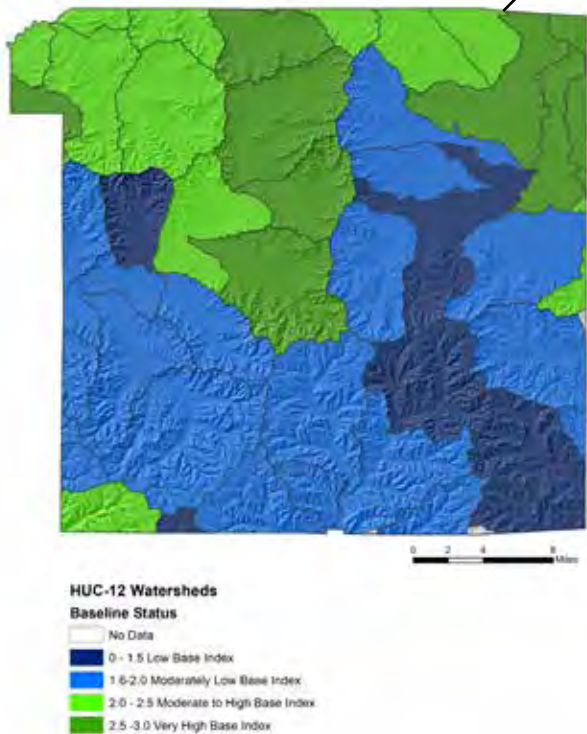 0 2 4 8
Miles
HUC-12 Watersheds
Baseline Status
No Data
0 - 1.5 Low Base Index
1.6-2.0 Moderately Low Base Index
2.0 - 2.5 Moderate to High Base Index
2.5 -3.0 Very High Base Index